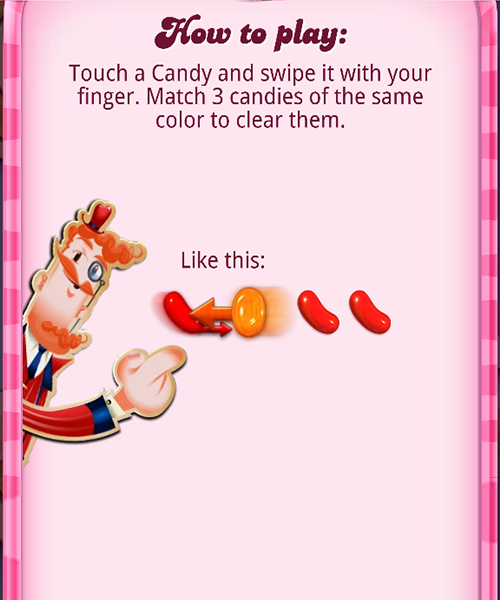 How to play:
Touch a Candy and swipe it with your
finger. Match 3 candies of the same
color to clear them.
Like this: